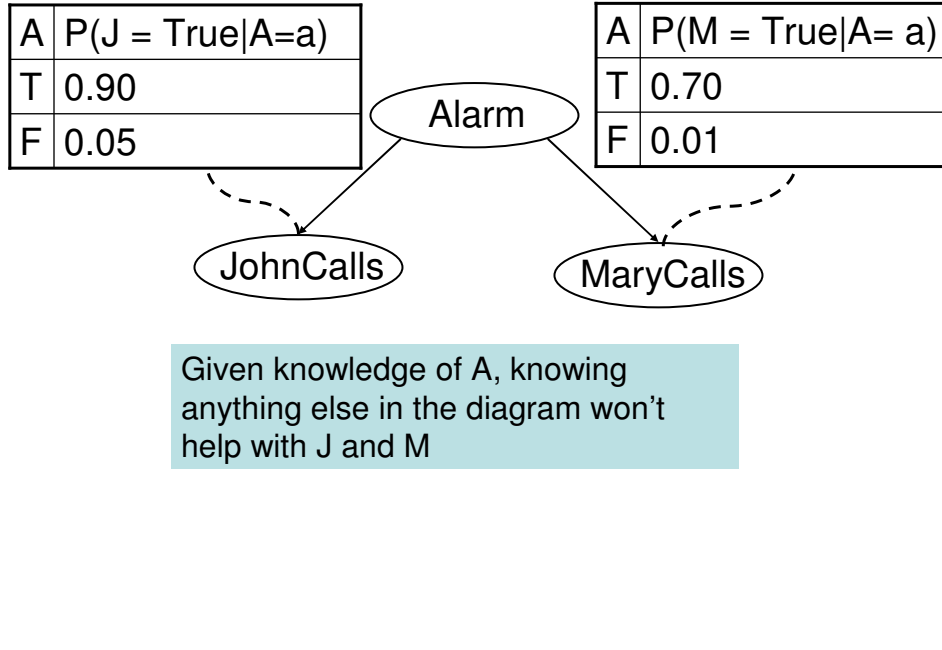 A P(J = True|A=a)
T 0.90
F 0.05
A P(M = True|A= a)
T 0.70
F 0.01
Alarm
JohnCalls
MaryCalls
Given knowledge of A, knowing
anything else in the diagram won't
help with J and M